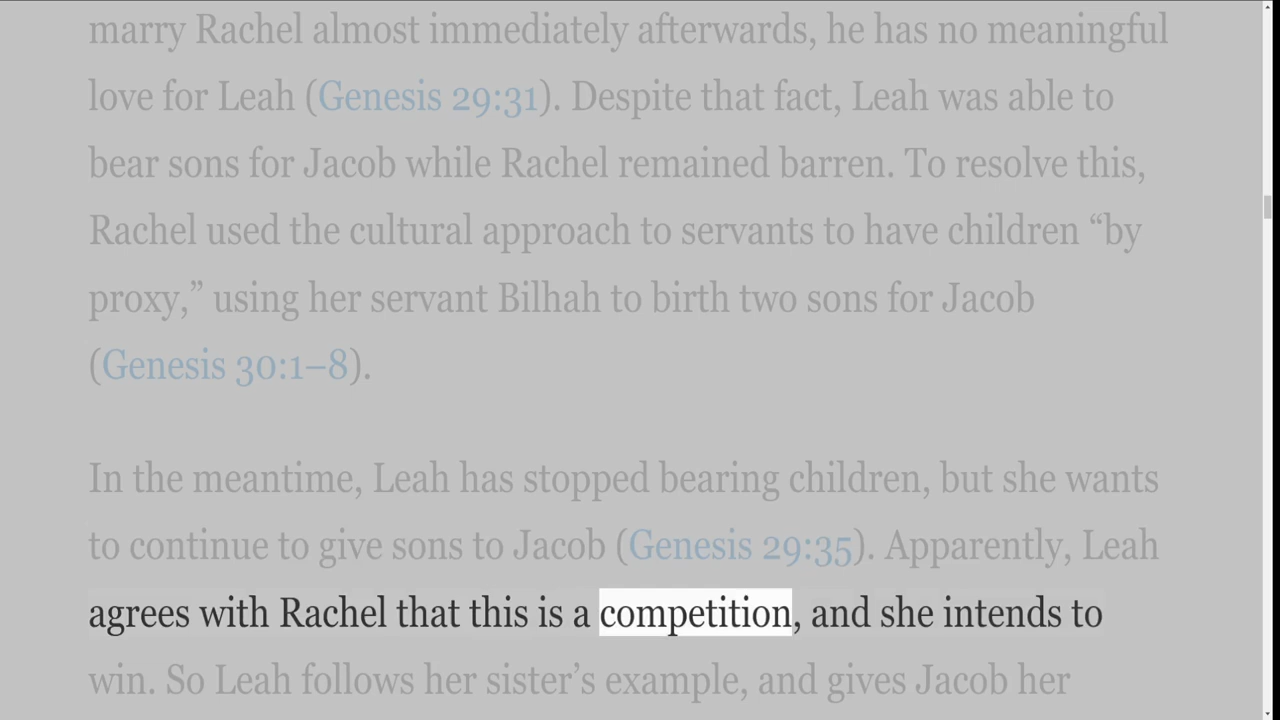 marry Rachel almost immediately afterwards, he has no meaningful
love for Leah (Genesis 29:31). Despite that fact, Leah was able to
bear sons for Jacob while Rachel remained barren. To resolve this,
Rachel used the cultural approach to servants to have children “by
proxy,” using her servant Bilhah to birth two sons for Jacob
(Genesis 30:1–8).
In the meantime, Leah has stopped bearing children, but she wants
to continue to give sons to Jacob (Genesis 29:35). Apparently, Leah
agrees with Rachel that this is a competition, and she intends to
win. So Leah follows her sister’s example, and gives Jacob her